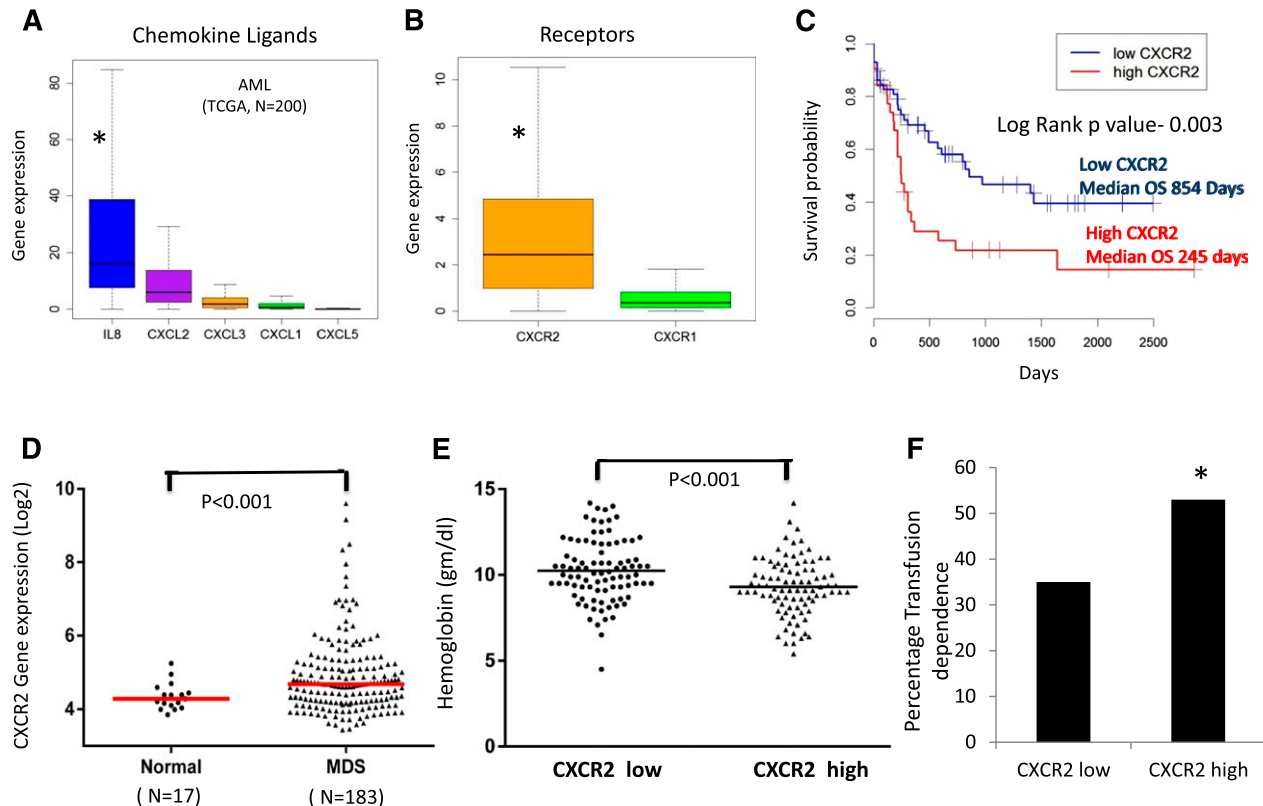 A
Chemokine Ligands
AML
(TCGA, N=200)
*
Gene expression
80
60
40
20
0
IL8 CXCL2 CXCL3 CXCL1 CXCL5
B
Receptors
*
Gene expression
10
8
6
4
2
0
CXCR2 CXCR1
C
low CXCR2
high CXCR2
Log Rank p value- 0.003
Low CXCR2
Median OS 854 Days
High CXCR2
Median OS 245 days
Survival probability
1.0
0.8
0.6
0.4
0.2
0.0
0 500 1000 1500 2000 2500
Days
D
P<0.001
CXCR2 Gene expression (Log2)
10
8
6
4
Normal MDS
( N=17) ( N=183)
E
P<0.001
Hemoglobin (gm/dl)
15
10
5
0
CXCR2 low CXCR2 high
F
*
Percentage Transfusion
dependence
60
50
40
30
20
10
0
CXCR2 low CXCR2 high